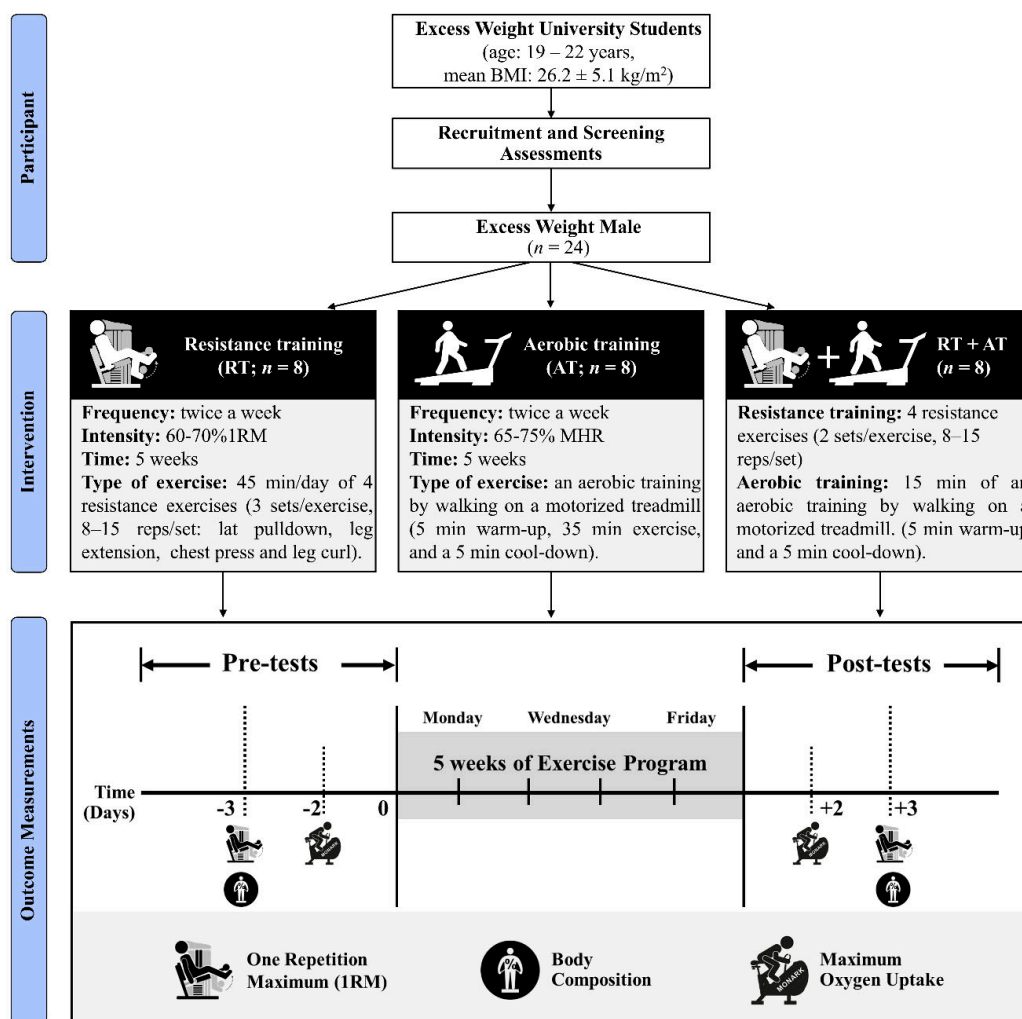 Participant
Excess Weight University Students
(age: 19 – 22 years,
mean BMI: 26.2 ± 5.1 kg/m²)
Recruitment and Screening
Assessments
Excess Weight Male
(n = 24)
Intervention
Resistance training
(RT; n = 8)
Frequency: twice a week
Intensity: 60-70%1RM
Time: 5 weeks
Type of exercise: 45 min/day of 4
resistance exercises (3 sets/exercise,
8–15 reps/set: lat pulldown, leg
extension, chest press and leg curl).
Aerobic training
(AT; n = 8)
Frequency: twice a week
Intensity: 65-75% MHR
Time: 5 weeks
Type of exercise: an aerobic training
by walking on a motorized treadmill
(5 min warm-up, 35 min exercise,
and a 5 min cool-down).
+
RT + AT
(n = 8)
Resistance training: 4 resistance
exercises (2 sets/exercise, 8–15
reps/set)
Aerobic training: 15 min of
aerobic training by walking on
motorized treadmill. (5 min warm-up
and a 5 min cool-down).
Outcome Measurements
Pre-tests
Post-tests
Monday Wednesday Friday
5 weeks of Exercise Program
Time
(Days)
-3 -2 0 +2 +3
MONARK
MONARK
%
%
One Repetition
Maximum (1RM)
%
Body
Composition
MONARK
Maximum
Oxygen Uptake